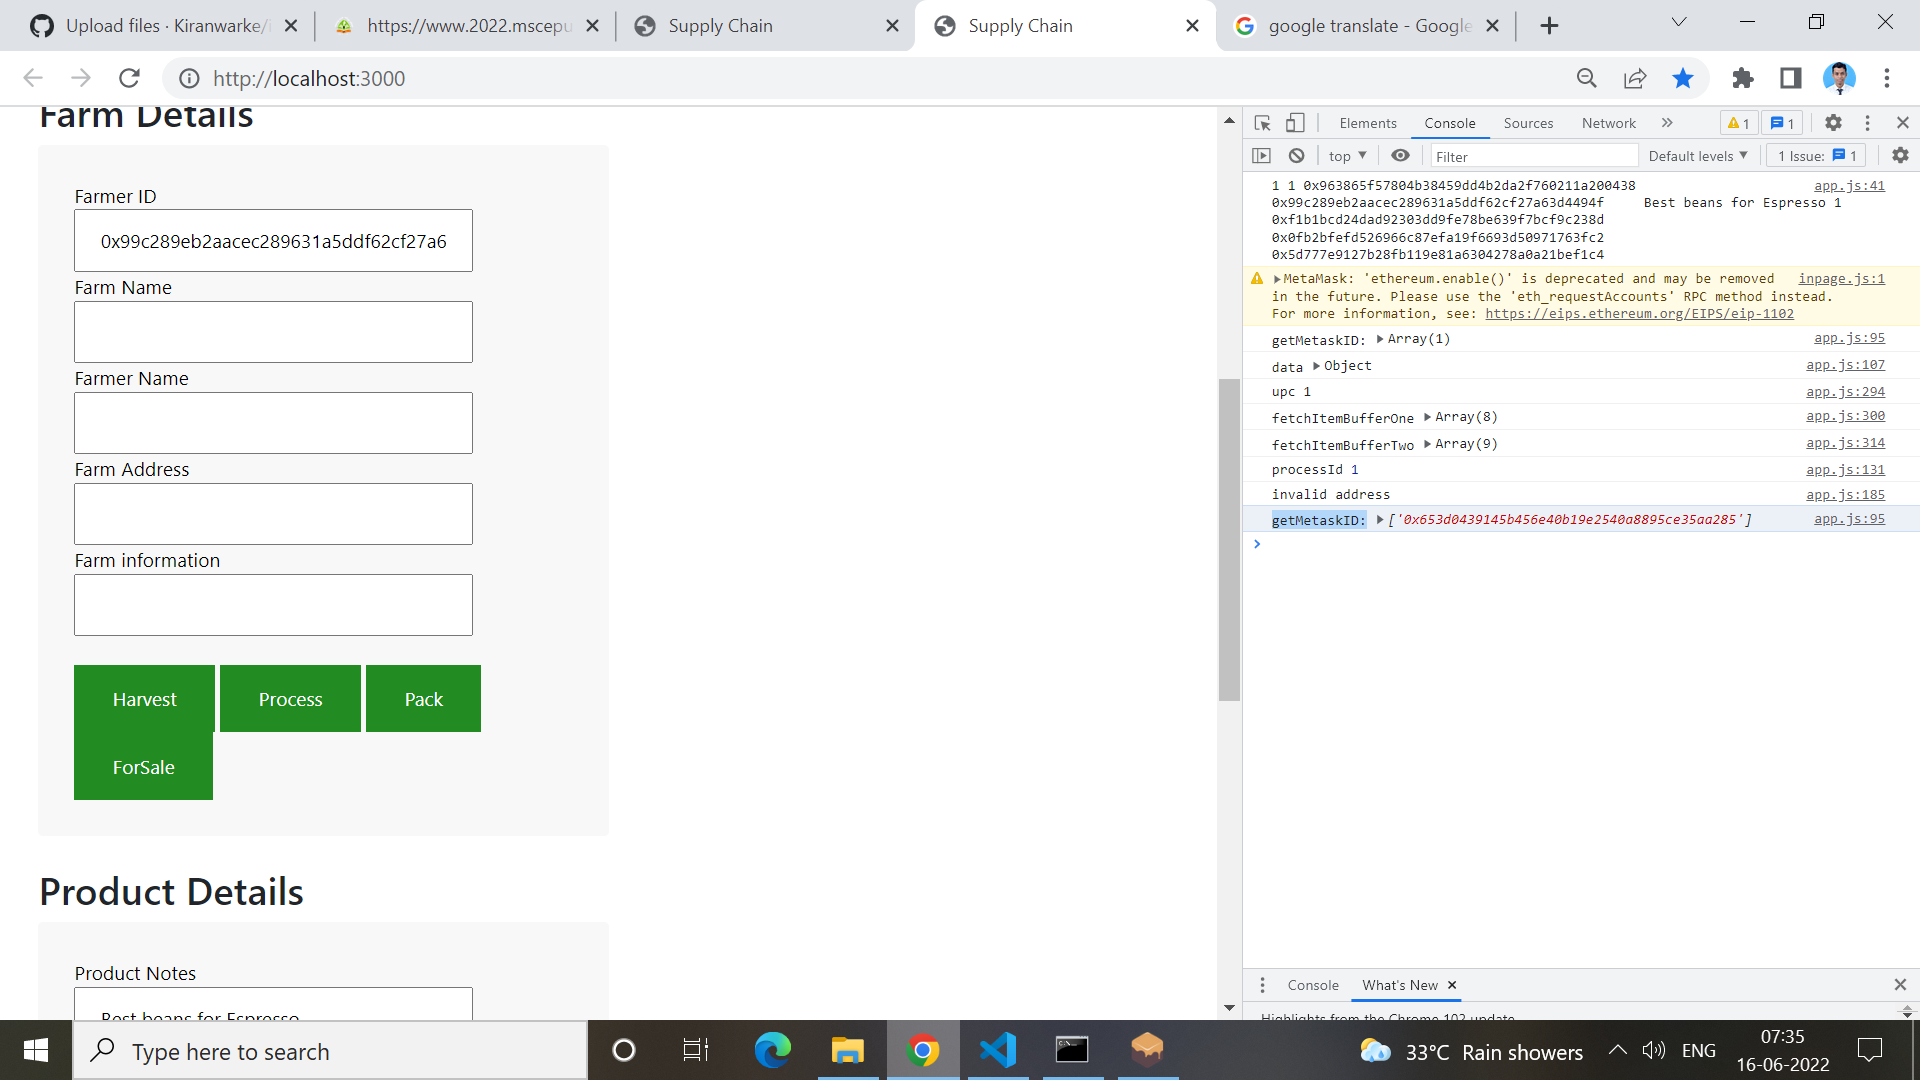 Upload files · Kiranwarke/
https://www.2022.mscepu
Supply Chain
Supply Chain
google translate - Google
http://localhost:3000
Farm Details
Farmer ID
0x99c289eb2aacec289631a5ddf62cf27a6
Farm Name
Farmer Name
Farm Address
Farm information
Harvest
Process
Pack
ForSale
Product Details
Product Notes
Best beans for Espresso
Elements
Console
Sources
Network
1
1
top
Filter
Default levels
1 Issue: 1
1 1 0x963865f57804b38459dd4b2da2f760211a200438 app.js:41
0x99c289eb2aacec289631a5ddf62cf27a63d4494f Best beans for Espresso 1
0xf1b1bcd24dad92303dd9fe78be639f7bcf9c238d
0x0fb2bfefd526966c87efa19f6693d50971763fc2
0x5d777e9127b28fb119e81a6304278a0a21bef1c4
MetaMask: 'ethereum.enable()' is deprecated and may be removed inpage.js:1
in the future. Please use the 'eth_requestAccounts' RPC method instead.
For more information, see: https://eips.ethereum.org/EIPS/eip-1102
getMetaskID: Array(1) app.js:95
data Object app.js:107
upc 1 app.js:294
fetchItemBufferOne Array(8) app.js:300
fetchItemBufferTwo Array(9) app.js:314
processId 1 app.js:131
invalid address app.js:185
getMetaskID: ['0x653d0439145b456e40b19e2540a8895ce35aa285'] app.js:95
Console
What's New
Highlights from the Chrome 102 update
Type here to search
33°C Rain showers
ENG
07:35
16-06-2022